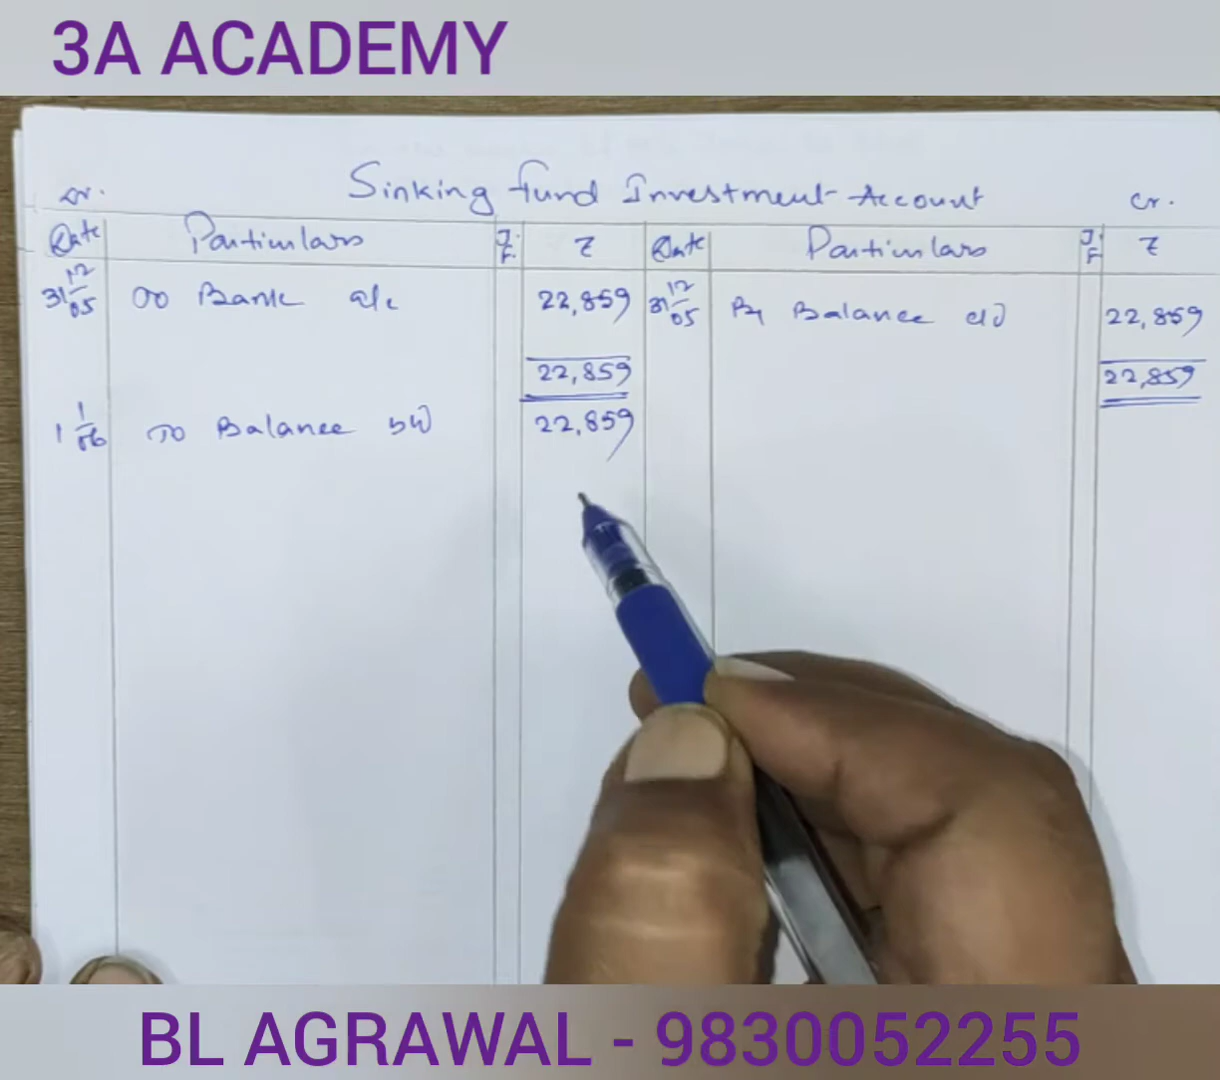 3A ACADEMY
Sinking Fund Investment Account
Dr. Cr.
Date Particulars J.F. ₹ Date Particulars J.F. ₹
31/12/05 To Bank a/c 22,859 31/12/05 By Balance c/d 22,859
22,859 22,859
1/1/06 To Balance b/d 22,859
BL AGRAWAL - 9830052255